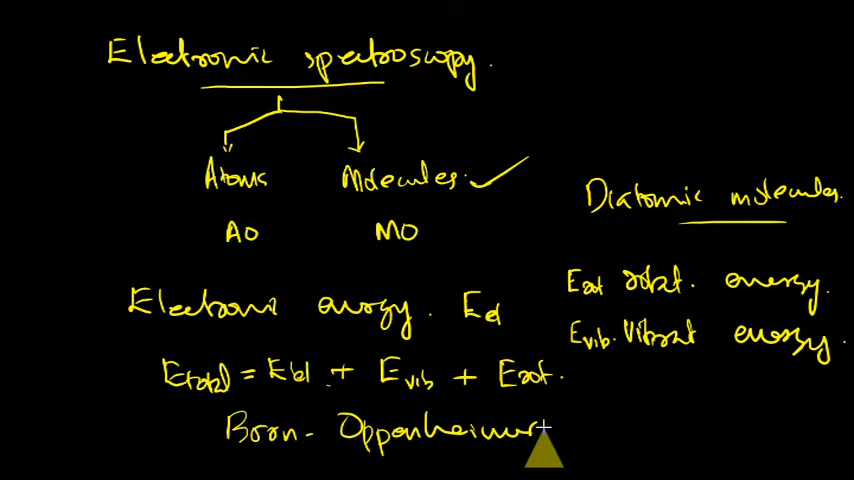 Electronic spectroscopy.
Atoms Molecules.
AO MO
Diatomic molecules.
Erot rotat. energy.
Evib. Vibrat energy.
Electronic energy. Eel
Etotal = Eel + Evib + Erot.
Born-Oppenheimer